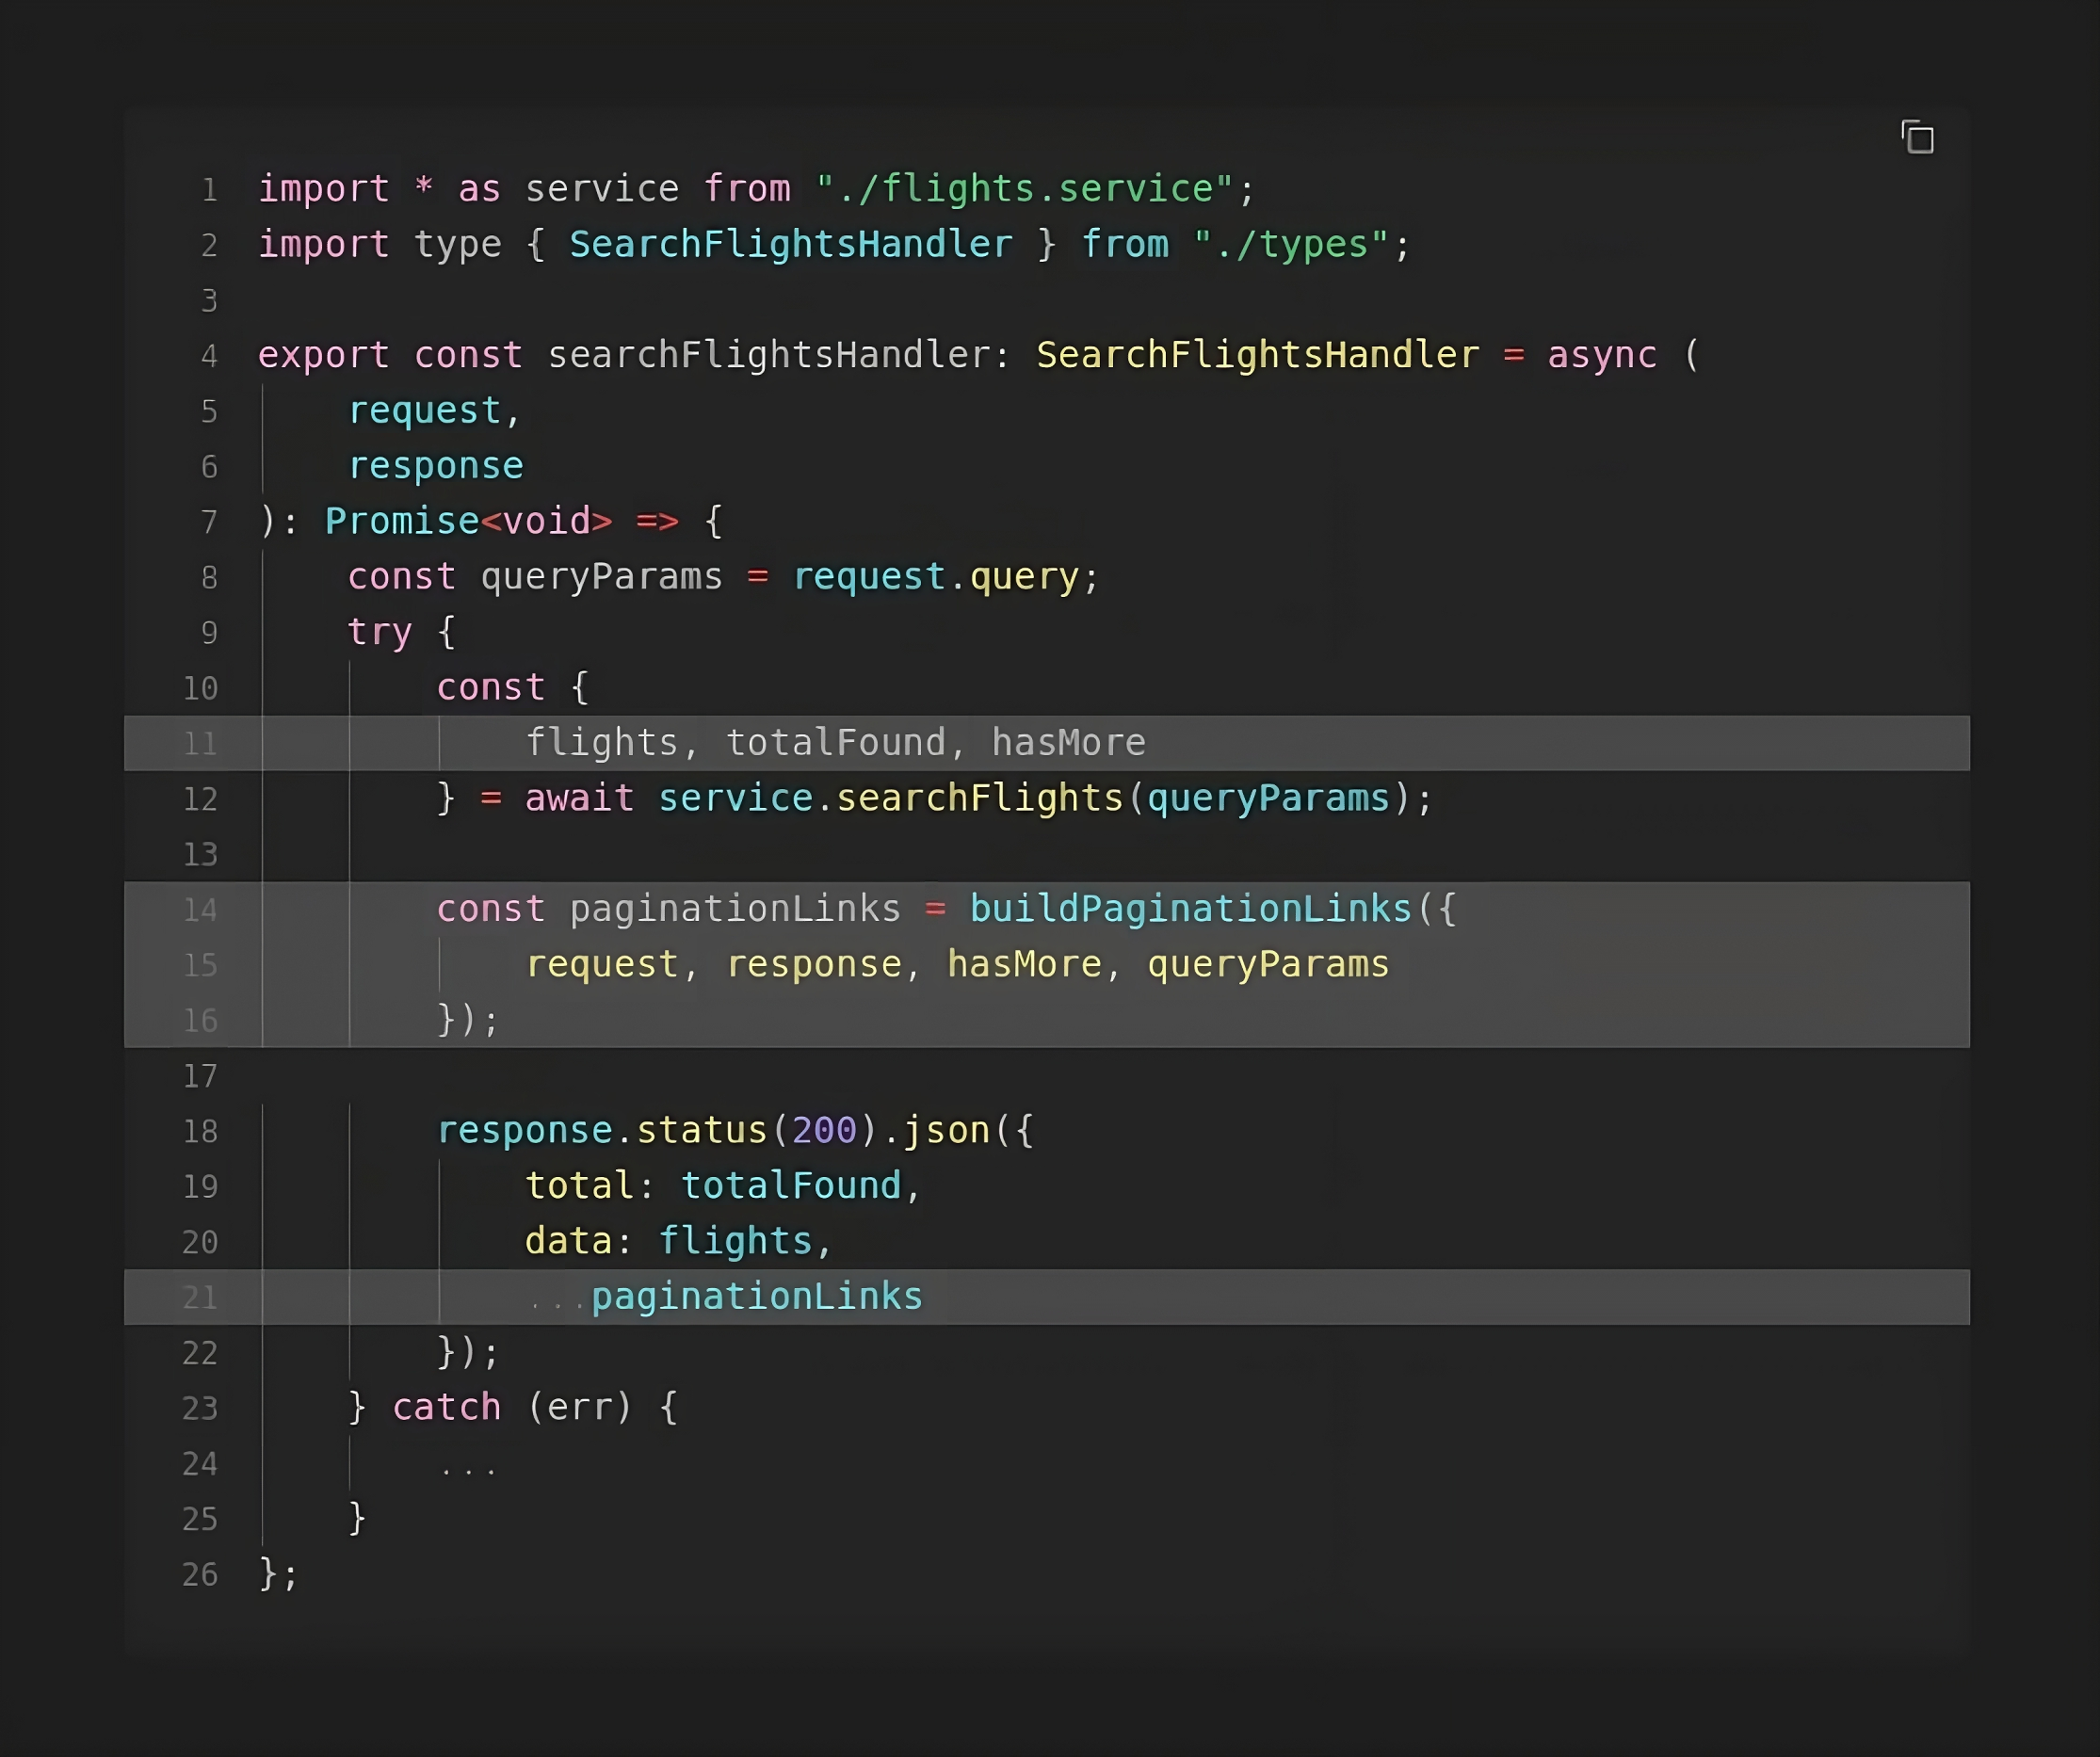 1 import * as service from "./flights.service";
2 import type { SearchFlightsHandler } from "./types";
3
4 export const searchFlightsHandler: SearchFlightsHandler = async (
5     request,
6     response
7 ): Promise<void> => {
8     const queryParams = request.query;
9     try {
10         const {
11             flights, totalFound, hasMore
12         } = await service.searchFlights(queryParams);
13
14         const paginationLinks = buildPaginationLinks({
15             request, response, hasMore, queryParams
16         });
17
18         response.status(200).json({
19             total: totalFound,
20             data: flights,
21             ...paginationLinks
22         });
23     } catch (err) {
24         ...
25     }
26 };